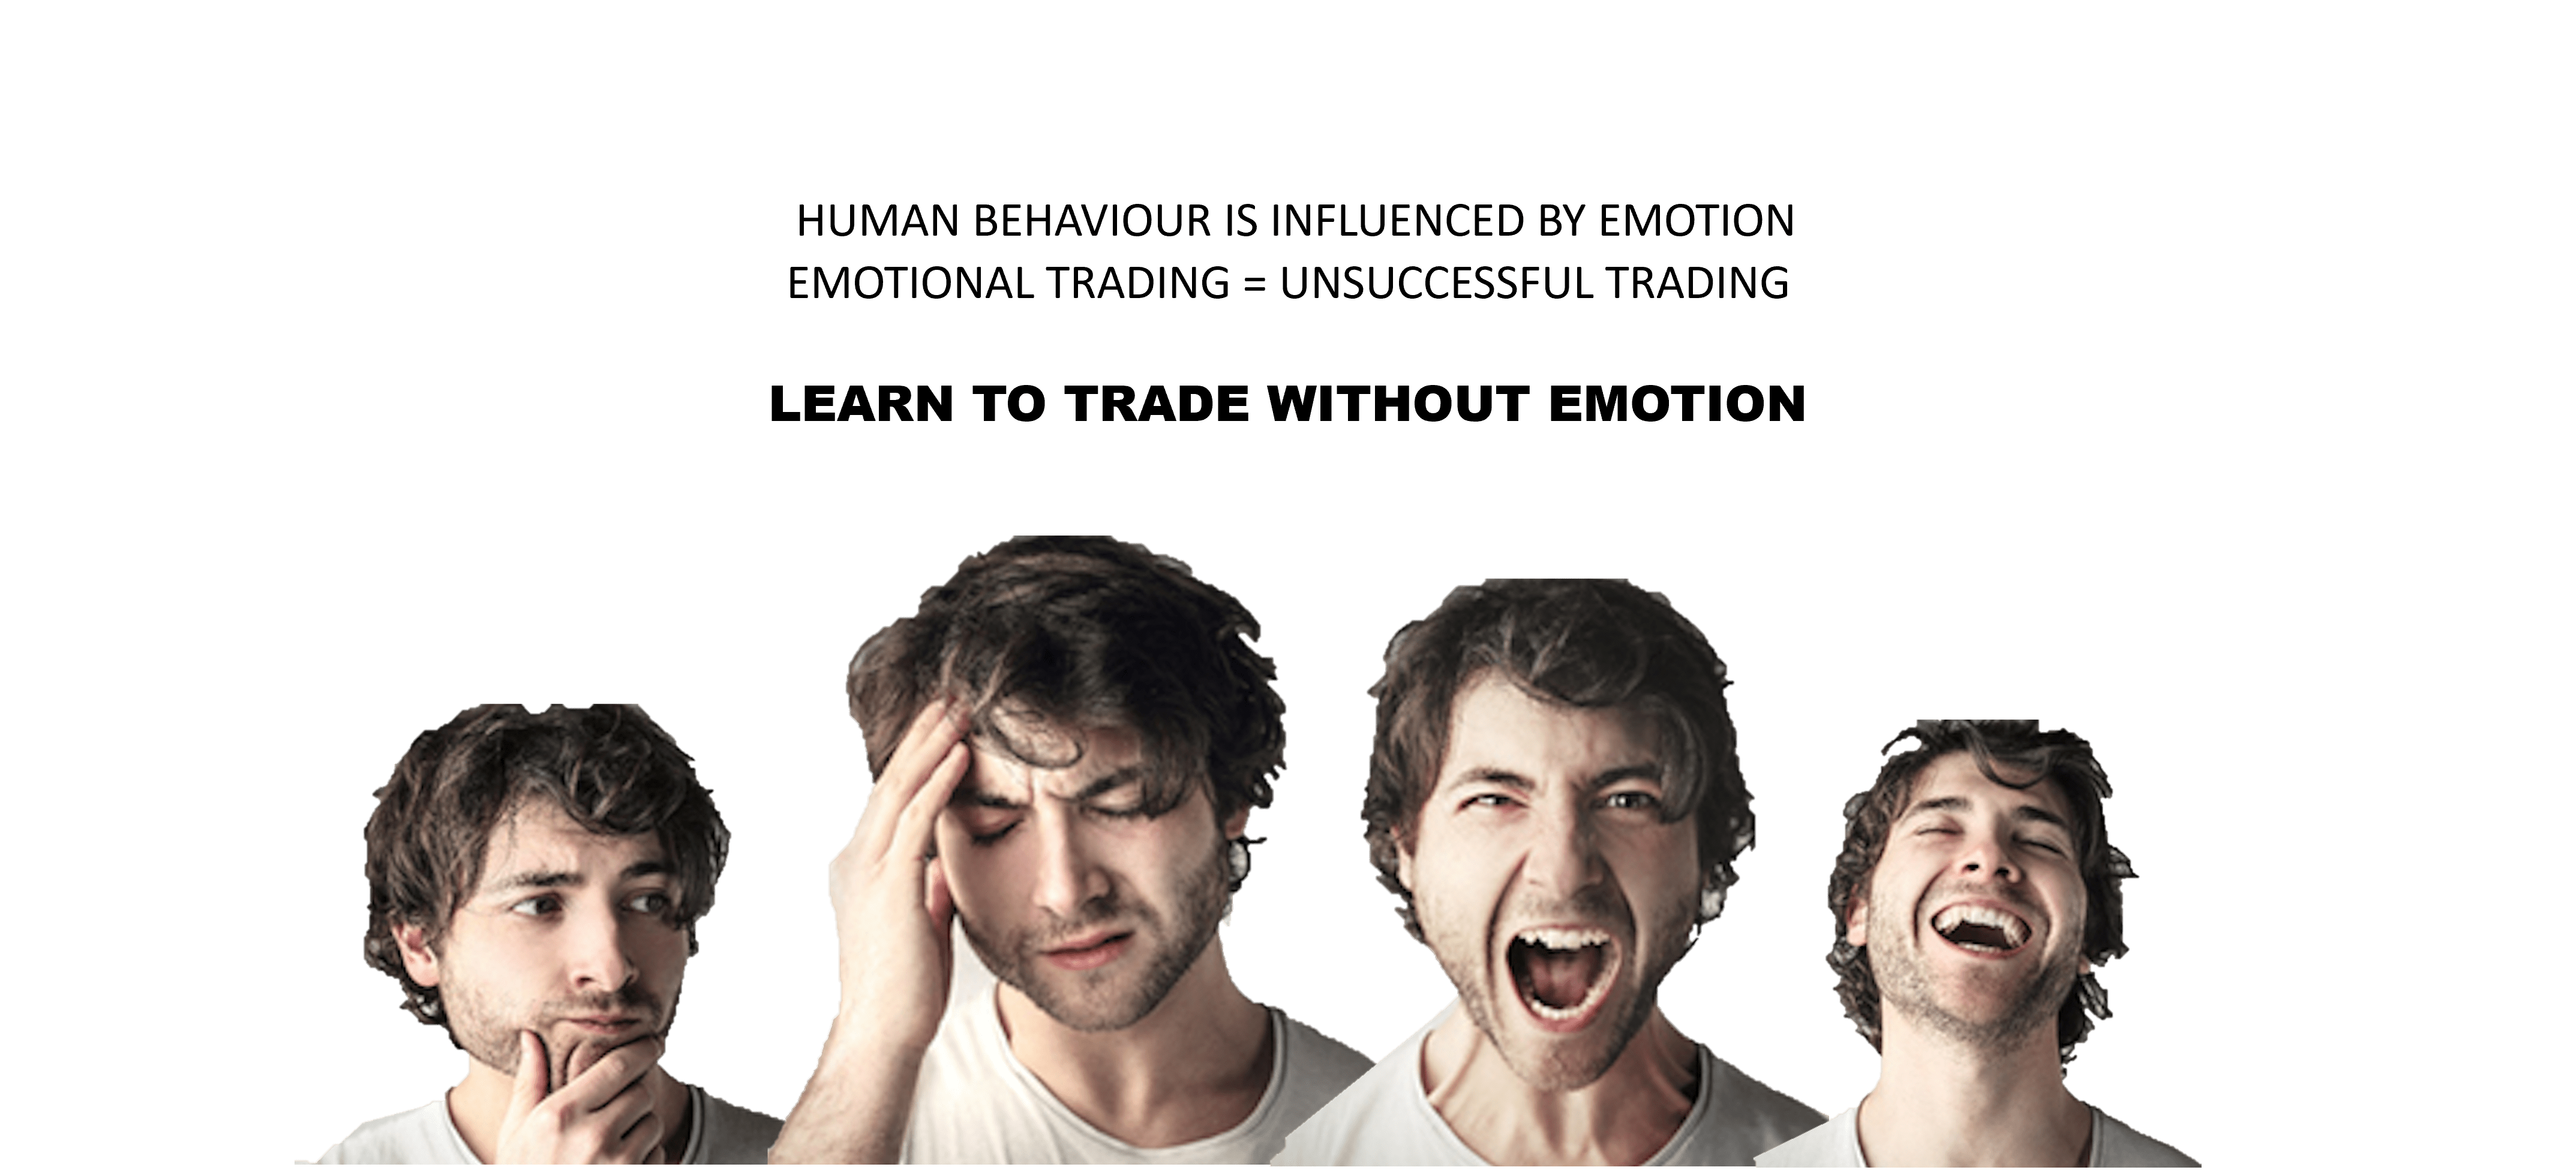 HUMAN BEHAVIOUR IS INFLUENCED BY EMOTION
EMOTIONAL TRADING = UNSUCCESSFUL TRADING
LEARN TO TRADE WITHOUT EMOTION